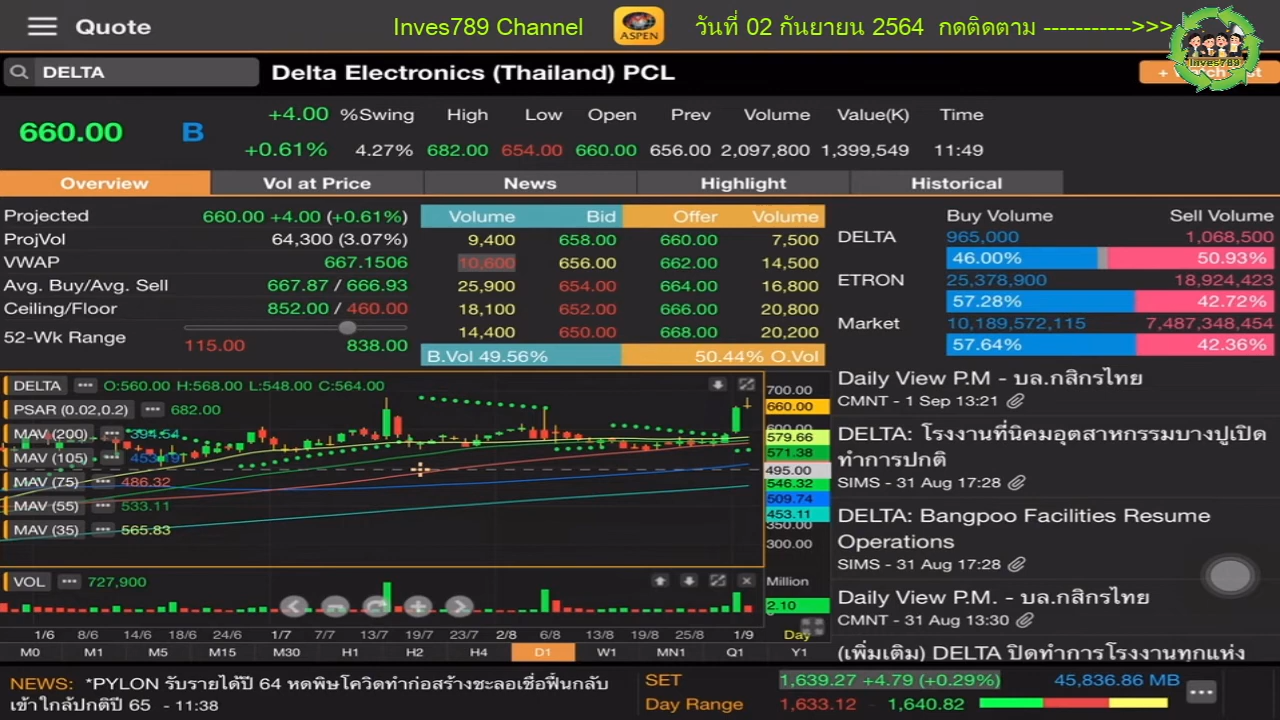 Quote
Inves789 Channel
ASPEN
วันที่ 02 กันยายน 2564 กดติดตาม ----------->>>
Inves789
DELTA
Delta Electronics (Thailand) PCL
660.00 B
+4.00 %Swing High Low Open Prev Volume Value(K) Time
+0.61% 4.27% 682.00 654.00 660.00 656.00 2,097,800 1,399,549 11:49
Overview Vol at Price News Highlight Historical
Projected 660.00 +4.00 (+0.61%)
ProjVol 64,300 (3.07%)
VWAP 667.1506
Avg. Buy/Avg. Sell 667.87 / 666.93
Ceiling/Floor 852.00 / 460.00
52-Wk Range
115.00 838.00
Volume Bid Offer Volume
9,400 658.00 660.00 7,500
10,600 656.00 662.00 14,500
25,900 654.00 664.00 16,800
18,100 652.00 666.00 20,800
14,400 650.00 668.00 20,200
B.Vol 49.56% 50.44% O.Vol
Buy Volume Sell Volume
DELTA 965,000 1,068,500
46.00% 50.93%
ETRON 25,378,900 18,924,423
57.28% 42.72%
Market 10,189,572,115 7,487,348,454
57.64% 42.36%
DELTA O:560.00 H:568.00 L:548.00 C:564.00
PSAR (0.02,0.2) 682.00
MAV (200) 394.54
MAV (105) 453.19
MAV (75) 486.32
MAV (55) 533.11
MAV (35) 565.83
700.00
660.00
579.66
571.38
495.00
546.32
509.74
453.11
350.00
300.00
VOL 727,900
Million
2.10
1/6 8/6 14/6 18/6 24/6 1/7 7/7 13/7 19/7 23/7 2/8 6/8 13/8 19/8 25/8 1/9 Day
M0 M1 M5 M15 M30 H1 H2 H4 D1 W1 MN1 Q1 Y1
Daily View P.M - บล.กสิกรไทย
CMNT - 1 Sep 13:21
DELTA: โรงงานที่นิคมอุตสาหกรรมบางปูเปิด
ทำการปกติ
SIMS - 31 Aug 17:28
DELTA: Bangpoo Facilities Resume
Operations
SIMS - 31 Aug 17:28
Daily View P.M. - บล.กสิกรไทย
CMNT - 31 Aug 13:30
(เพิ่มเติม) DELTA ปิดทำการโรงงานทุกแห่ง
NEWS: *PYLON รับรายได้ปี 64 หดพิษโควิดทำก่อสร้างชะลอเชื่อฟื้นกลับ
เข้าใกล้ปกติปี 65 - 11:38
SET 1,639.27 +4.79 (+0.29%) 45,836.86 MB
Day Range 1,633.12 - 1,640.82